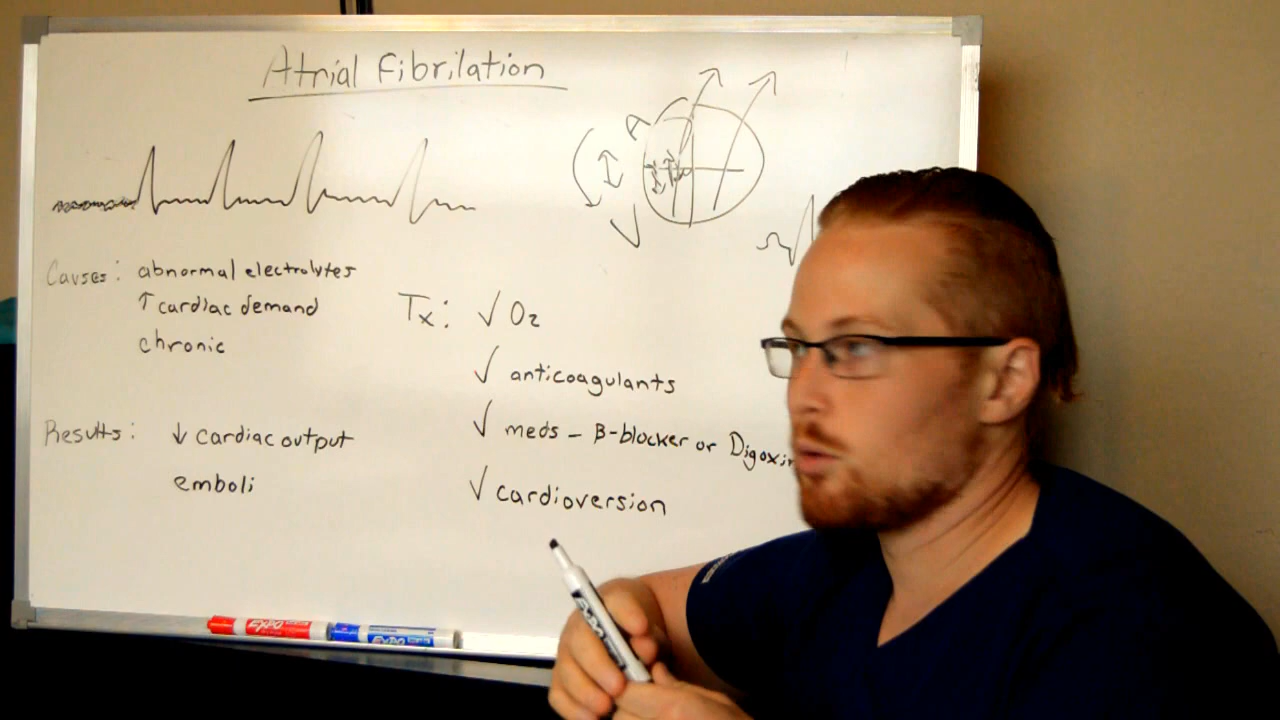 Atrial Fibrilation
A
V
Causes: abnormal electrolytes
↑ cardiac demand
chronic
Results: ↓ cardiac output
emboli
Tx: √ O2
√ anticoagulants
√ meds - B-blocker or Digoxin
√ cardioversion
EXPO
EXPO
EXPO